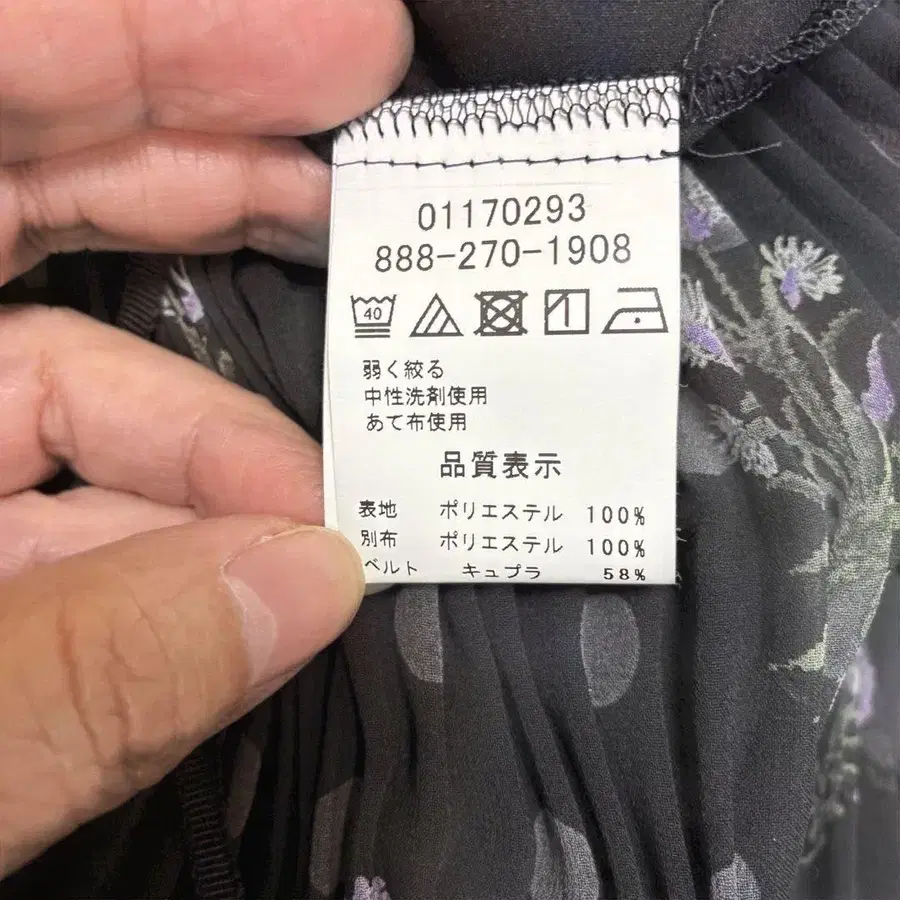 01170293
888-270-1908
40
弱く絞る
中性洗剤使用
あて布使用
品質表示
表地 ポリエステル 100%
別布 ポリエステル 100%
ベルト キュプラ 58%